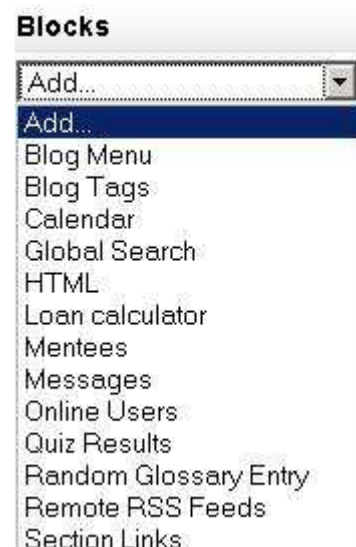 Blocks
Add...
Add...
Blog Menu
Blog Tags
Calendar
Global Search
HTML
Loan calculator
Mentees
Messages
Online Users
Quiz Results
Random Glossary Entry
Remote RSS Feeds
Section Links